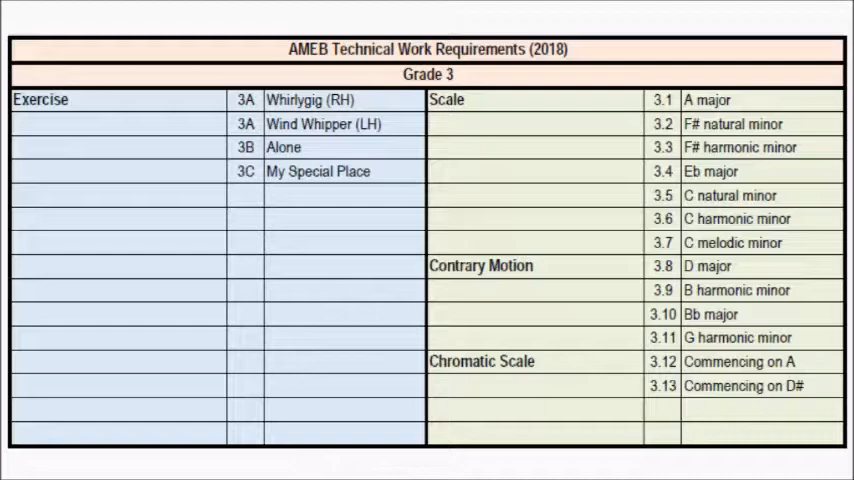 AMEB Technical Work Requirements (2018)
Grade 3
Exercise 3A Whirlygig (RH) Scale 3.1 A major
3A Wind Whipper (LH) 3.2 F# natural minor
3B Alone 3.3 F# harmonic minor
3C My Special Place 3.4 Eb major
3.5 C natural minor
3.6 C harmonic minor
3.7 C melodic minor
Contrary Motion 3.8 D major
3.9 B harmonic minor
3.10 Bb major
3.11 G harmonic minor
Chromatic Scale 3.12 Commencing on A
3.13 Commencing on D#